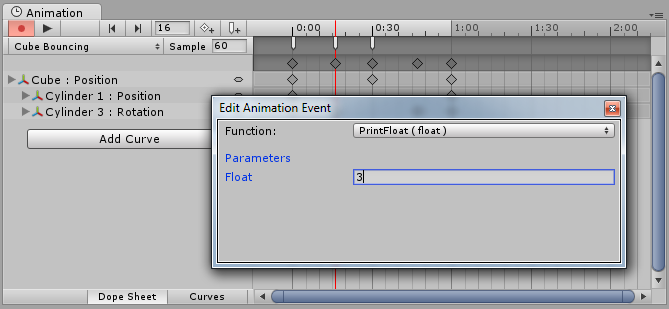 Animation
16
0:00
0:30
1:00
1:30
2:00
Cube Bouncing
Sample
60
Cube : Position
Cylinder 1 : Position
Cylinder 3 : Rotation
Add Curve
Edit Animation Event
Function:
PrintFloat ( float )
Parameters
Float
3
Dope Sheet
Curves